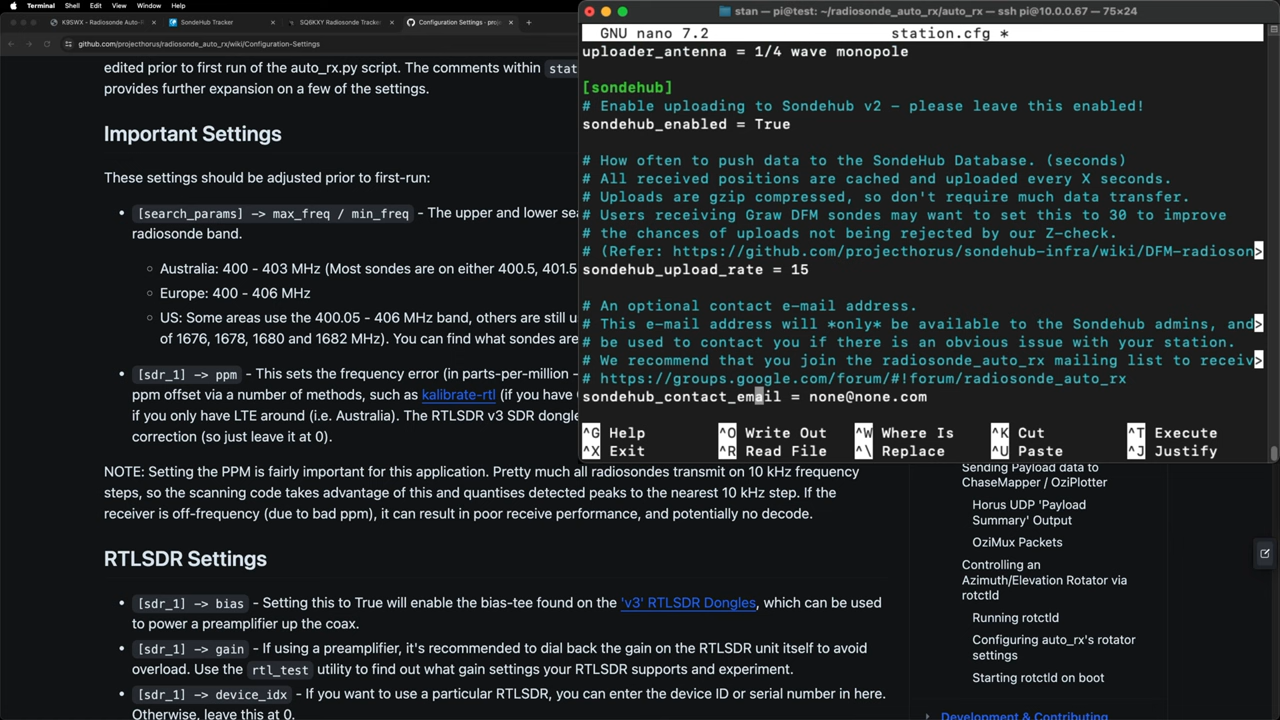 Terminal Shell Edit View Window Help
K9SWX - Radiosonde Auto-R
SondeHub Tracker
SQ6KXY Radiosonde Tracke
Configuration Settings · proj
github.com/projecthorus/radiosonde_auto_rx/wiki/Configuration-Settings
edited prior to first run of the auto_rx.py script. The comments within stat
provides further expansion on a few of the settings.
Important Settings
These settings should be adjusted prior to first-run:
[search_params] -> max_freq / min_freq - The upper and lower sea
radiosonde band.
Australia: 400 - 403 MHz (Most sondes are on either 400.5, 401.5
Europe: 400 - 406 MHz
US: Some areas use the 400.05 - 406 MHz band, others are still u
of 1676, 1678, 1680 and 1682 MHz). You can find what sondes are
[sdr_1] -> ppm - This sets the frequency error (in parts-per-million -
ppm offset via a number of methods, such as kalibrate-rtl (if you have
if you only have LTE around (i.e. Australia). The RTLSDR v3 SDR dongle
correction (so just leave it at 0).
NOTE: Setting the PPM is fairly important for this application. Pretty much all radiosondes transmit on 10 kHz frequency
steps, so the scanning code takes advantage of this and quantises detected peaks to the nearest 10 kHz step. If the
receiver is off-frequency (due to bad ppm), it can result in poor receive performance, and potentially no decode.
RTLSDR Settings
[sdr_1] -> bias - Setting this to True will enable the bias-tee found on the 'v3' RTLSDR Dongles, which can be used
to power a preamplifier up the coax.
[sdr_1] -> gain - If using a preamplifier, it's recommended to dial back the gain on the RTLSDR unit itself to avoid
overload. Use the rtl_test utility to find out what gain settings your RTLSDR supports and experiment.
[sdr_1] -> device_idx - If you want to use a particular RTLSDR, you can enter the device ID or serial number in here.
Otherwise, leave this at 0.
stan — pi@test: ~/radiosonde_auto_rx/auto_rx — ssh pi@10.0.0.67 — 75×24
GNU nano 7.2 station.cfg *
uploader_antenna = 1/4 wave monopole
[sondehub]
# Enable uploading to Sondehub v2 - please leave this enabled!
sondehub_enabled = True
# How often to push data to the SondeHub Database. (seconds)
# All received positions are cached and uploaded every X seconds.
# Uploads are gzip compressed, so don't require much data transfer.
# Users receiving Graw DFM sondes may want to set this to 30 to improve
# the chances of uploads not being rejected by our Z-check.
# (Refer: https://github.com/projecthorus/sondehub-infra/wiki/DFM-radioson>
sondehub_upload_rate = 15
# An optional contact e-mail address.
# This e-mail address will *only* be available to the Sondehub admins, and>
# be used to contact you if there is an obvious issue with your station.
# We recommend that you join the radiosonde_auto_rx mailing list to receiv>
# https://groups.google.com/forum/#!forum/radiosonde_auto_rx
sondehub_contact_email = none@none.com
^G Help ^O Write Out ^W Where Is ^K Cut ^T Execute
^X Exit ^R Read File ^\ Replace ^U Paste ^J Justify
Sending Payload data to
ChaseMapper / OziPlotter
Horus UDP 'Payload
Summary' Output
OziMux Packets
Controlling an
Azimuth/Elevation Rotator via
rotctld
Running rotctld
Configuring auto_rx's rotator
settings
Starting rotctld on boot
Development & Contributing